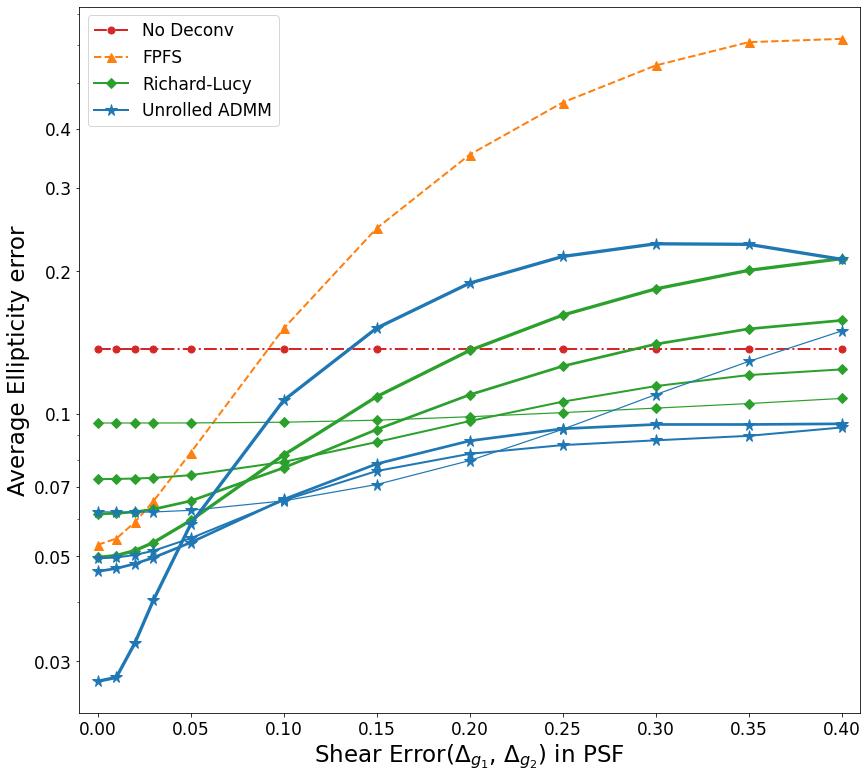 No Deconv
FPFS
Richard-Lucy
Unrolled ADMM
Average Ellipticity error
0.4
0.3
0.2
0.1
0.07
0.05
0.03
0.00 0.05 0.10 0.15 0.20 0.25 0.30 0.35 0.40
Shear Error(Δg₁, Δg₂) in PSF